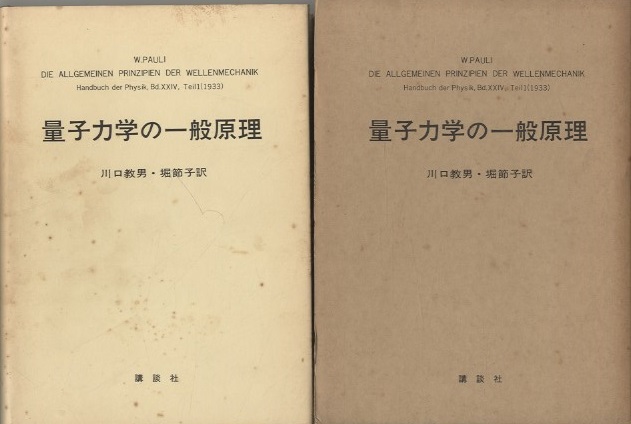 W.PAULI
DIE ALLGEMEINEN PRINZIPIEN DER WELLENMECHANIK
Handbuch der Physik, Bd.XXIV, Teil1(1933)
量子力学の一般原理
川口教男・堀節子訳
講談社
W.PAULI
DIE ALLGEMEINEN PRINZIPIEN DER WELLENMECHANIK
Handbuch der Physik, Bd.XXIV, Teil1(1933)
量子力学の一般原理
川口教男・堀節子訳
講談社